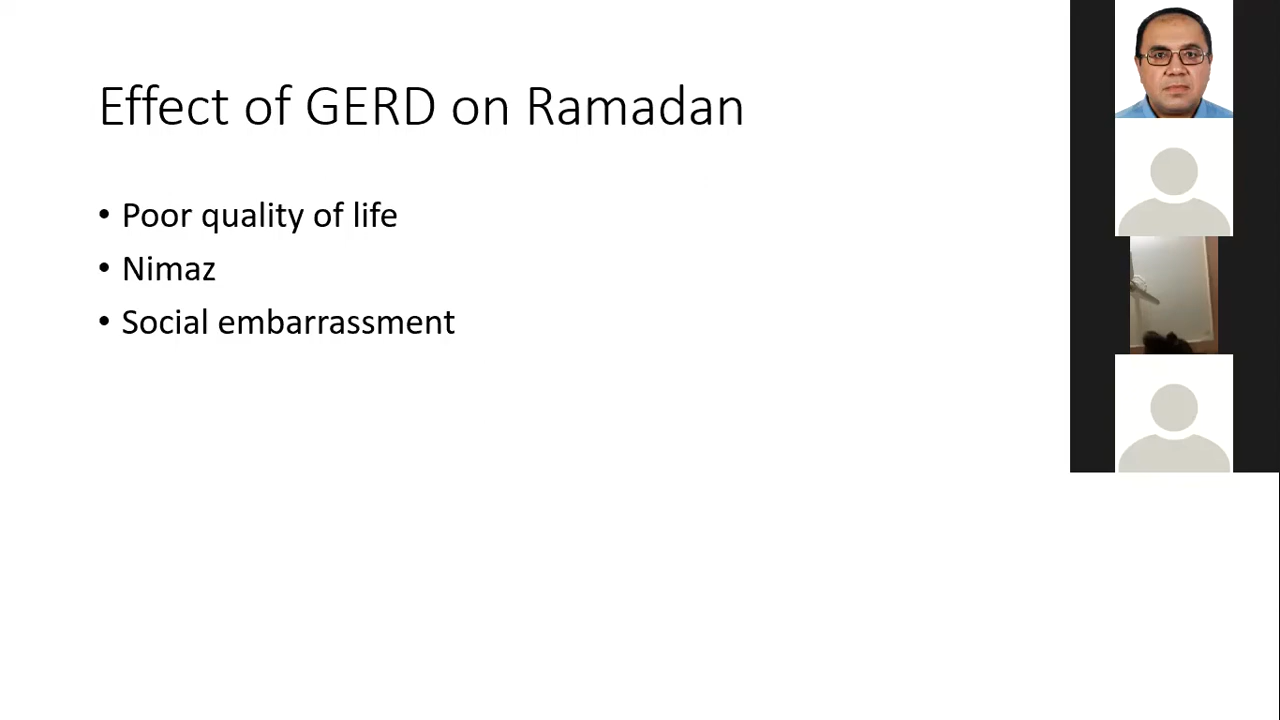 Effect of GERD on Ramadan
• Poor quality of life
• Nimaz
• Social embarrassment